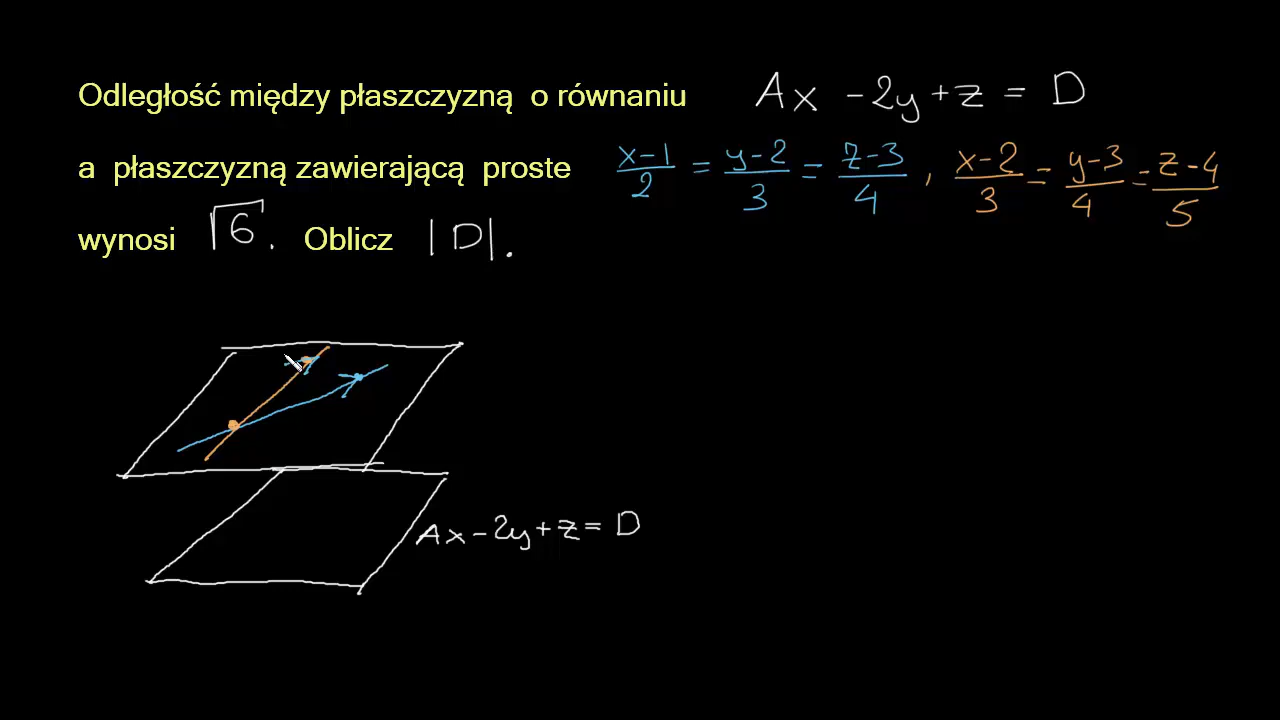 Odległość między płaszczyzną o równaniu Ax - 2y + z = D
a płaszczyzną zawierającą proste (x-1)/2 = (y-2)/3 = (z-3)/4 , (x-2)/3 = (y-3)/4 = (z-4)/5
wynosi √6 . Oblicz |D|.
Ax - 2y + z = D